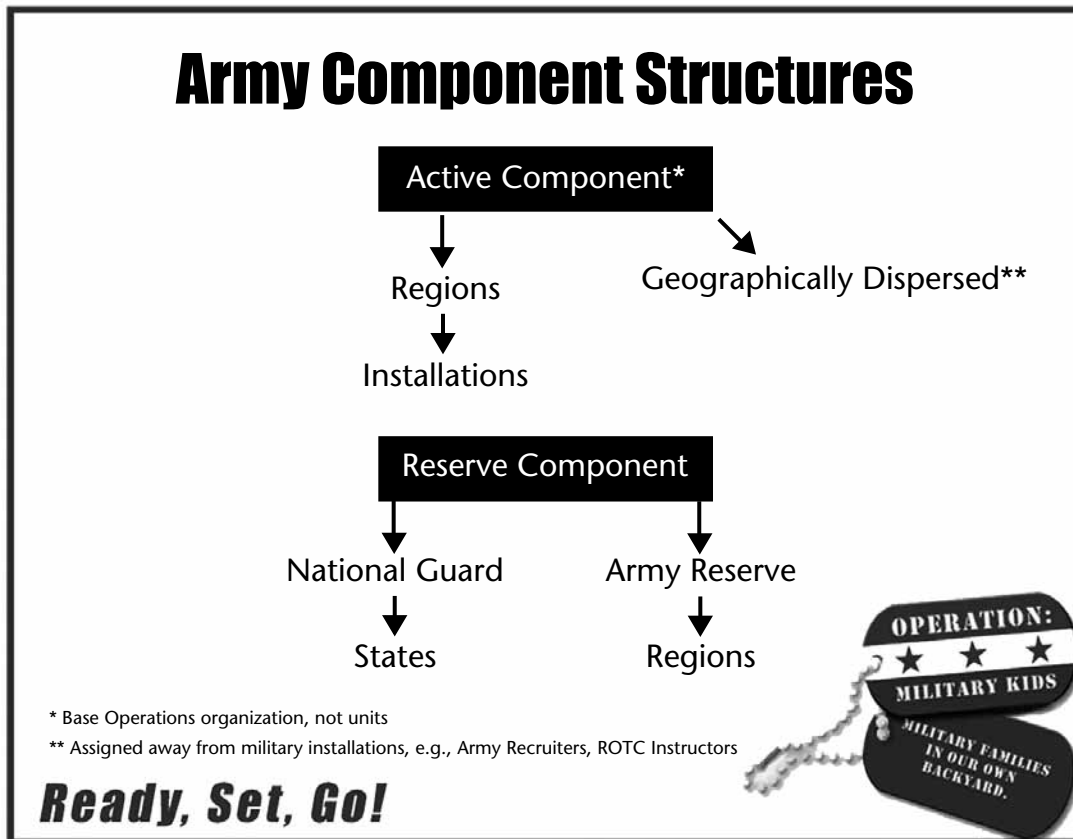 Army Component Structures
Active Component*
Regions
Geographically Dispersed**
Installations
Reserve Component
National Guard
Army Reserve
States
Regions
* Base Operations organization, not units
** Assigned away from military installations, e.g., Army Recruiters, ROTC Instructors
Ready, Set, Go!
OPERATION:
MILITARY KIDS
MILITARY FAMILIES
IN OUR OWN
BACKYARD.